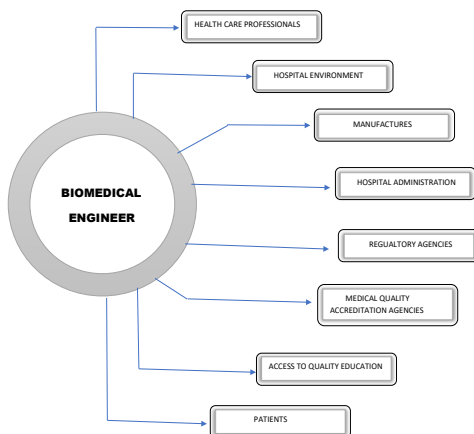 HEALTH CARE PROFESSIONALS
HOSPITAL ENVIRONMENT
MANUFACTURES
BIOMEDICAL
ENGINEER
HOSPITAL ADMINISTRATION
REGUALTORY AGENCIES
MEDICAL QUALITY
ACCREDITATION AGENCIES
ACCESS TO QUALITY EDUCATION
PATIENTS